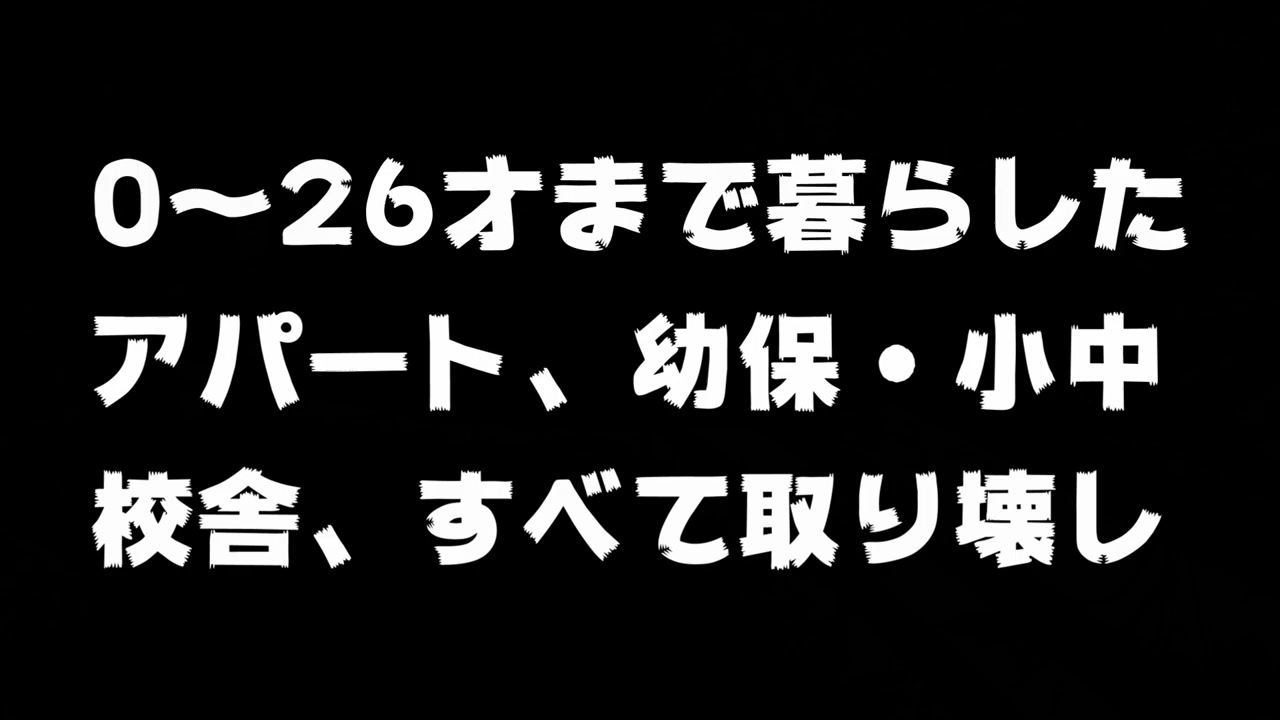 0〜26才まで暮らした
アパート、幼保・小中
校舎、すべて取り壊し